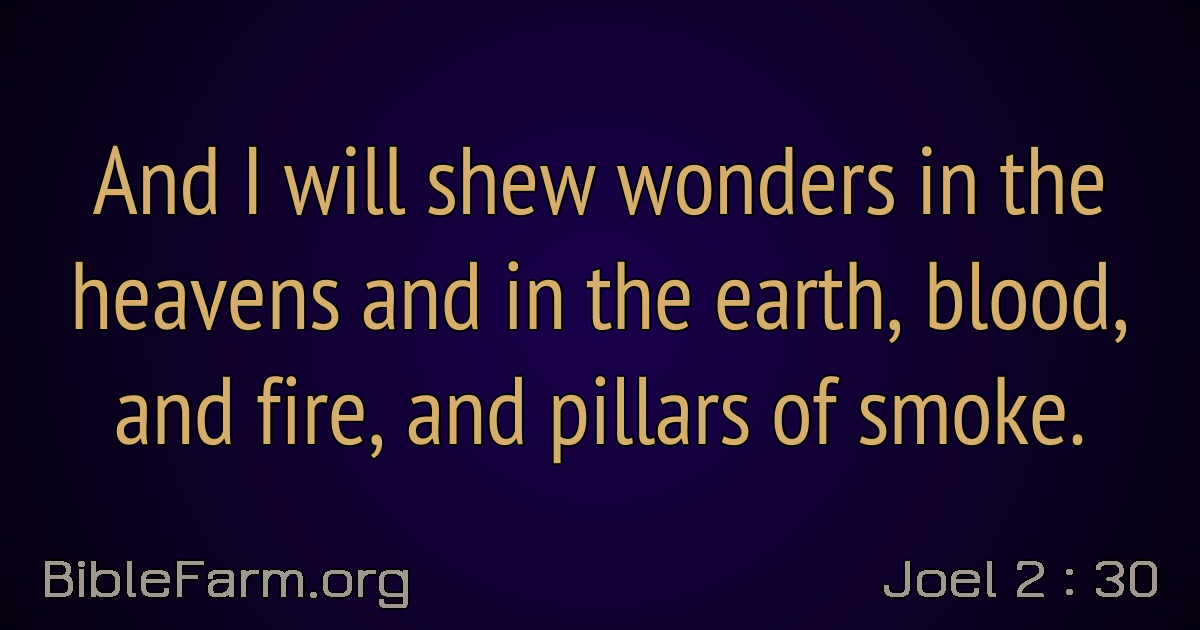 And I will shew wonders in the
heavens and in the earth, blood,
and fire, and pillars of smoke.
BibleFarm.org
Joel 2 : 30